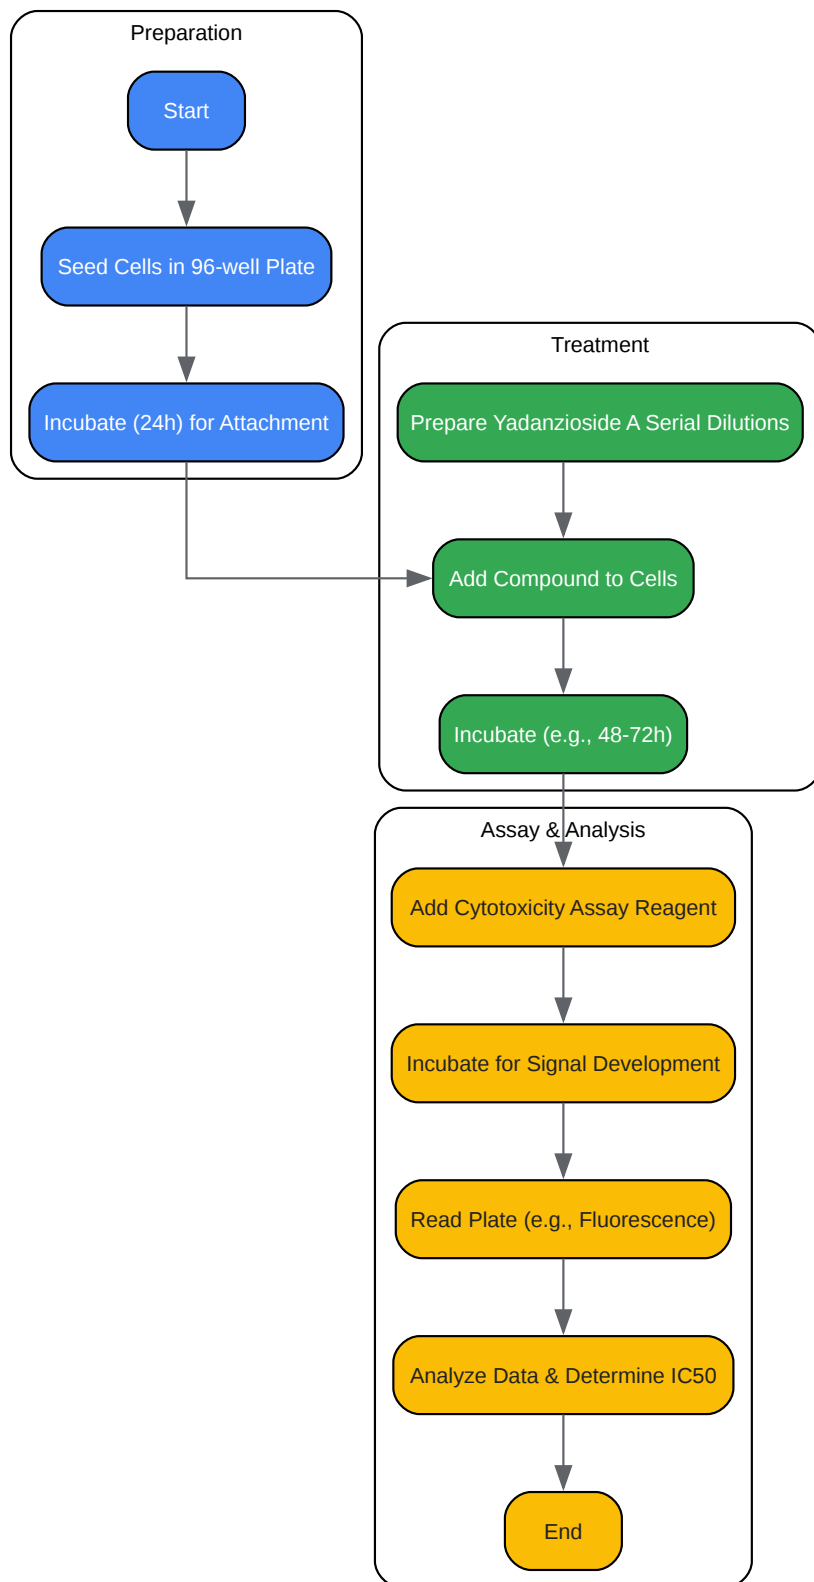 Preparation
Start
Seed Cells in 96-well Plate
Incubate (24h) for Attachment
Treatment
Prepare Yadanzioside A Serial Dilutions
Add Compound to Cells
Incubate (e.g., 48-72h)
Assay & Analysis
Add Cytotoxicity Assay Reagent
Incubate for Signal Development
Read Plate (e.g., Fluorescence)
Analyze Data & Determine IC50
End